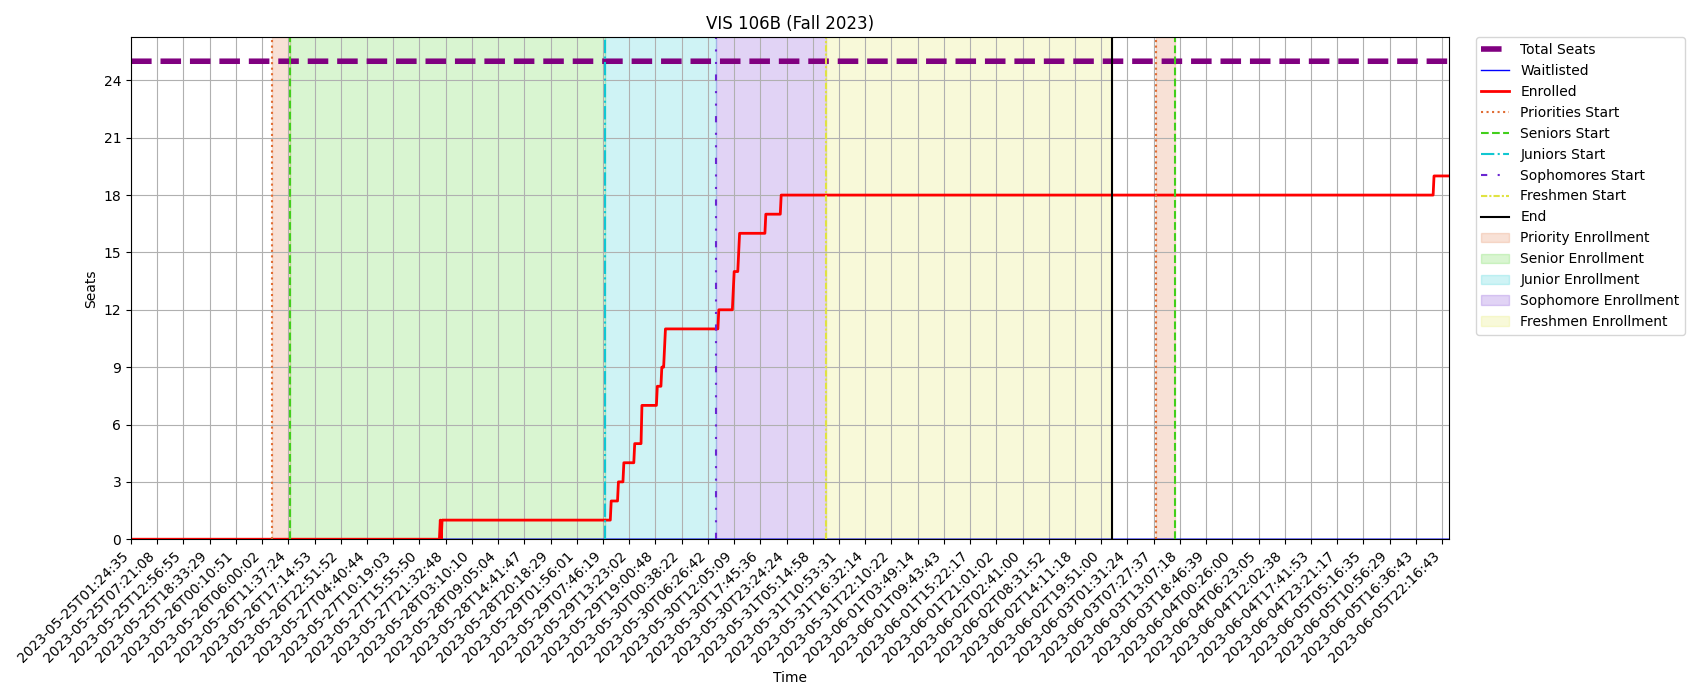 VIS 106B (Fall 2023)
Total Seats
Waitlisted
Enrolled
Priorities Start
Seniors Start
Juniors Start
Sophomores Start
Freshmen Start
End
Priority Enrollment
Senior Enrollment
Junior Enrollment
Sophomore Enrollment
Freshmen Enrollment
Seats
24
21
18
15
12
9
6
3
0
2023-05-25T01:24:35
2023-05-25T07:21:08
2023-05-25T12:56:55
2023-05-25T18:33:29
2023-05-26T00:10:51
2023-05-26T06:00:02
2023-05-26T11:37:24
2023-05-26T17:14:53
2023-05-26T22:51:52
2023-05-27T04:40:44
2023-05-27T10:19:03
2023-05-27T15:55:50
2023-05-27T21:32:48
2023-05-28T03:10:10
2023-05-28T09:05:04
2023-05-28T14:41:47
2023-05-28T20:18:29
2023-05-29T01:56:01
2023-05-29T07:46:19
2023-05-29T13:23:02
2023-05-29T19:00:48
2023-05-30T00:38:22
2023-05-30T06:26:42
2023-05-30T12:05:09
2023-05-30T17:45:36
2023-05-30T23:24:24
2023-05-31T05:14:58
2023-05-31T10:53:31
2023-05-31T16:32:14
2023-05-31T22:10:22
2023-06-01T03:49:14
2023-06-01T09:43:43
2023-06-01T15:22:17
2023-06-01T21:01:02
2023-06-02T02:41:00
2023-06-02T08:31:52
2023-06-02T14:11:18
2023-06-02T19:51:00
2023-06-03T01:31:24
2023-06-03T07:27:37
2023-06-03T13:07:18
2023-06-03T18:46:39
2023-06-04T00:26:00
2023-06-04T06:23:05
2023-06-04T12:02:38
2023-06-04T17:41:53
2023-06-04T23:21:17
2023-06-05T05:16:35
2023-06-05T10:56:29
2023-06-05T16:36:43
2023-06-05T22:16:43
Time